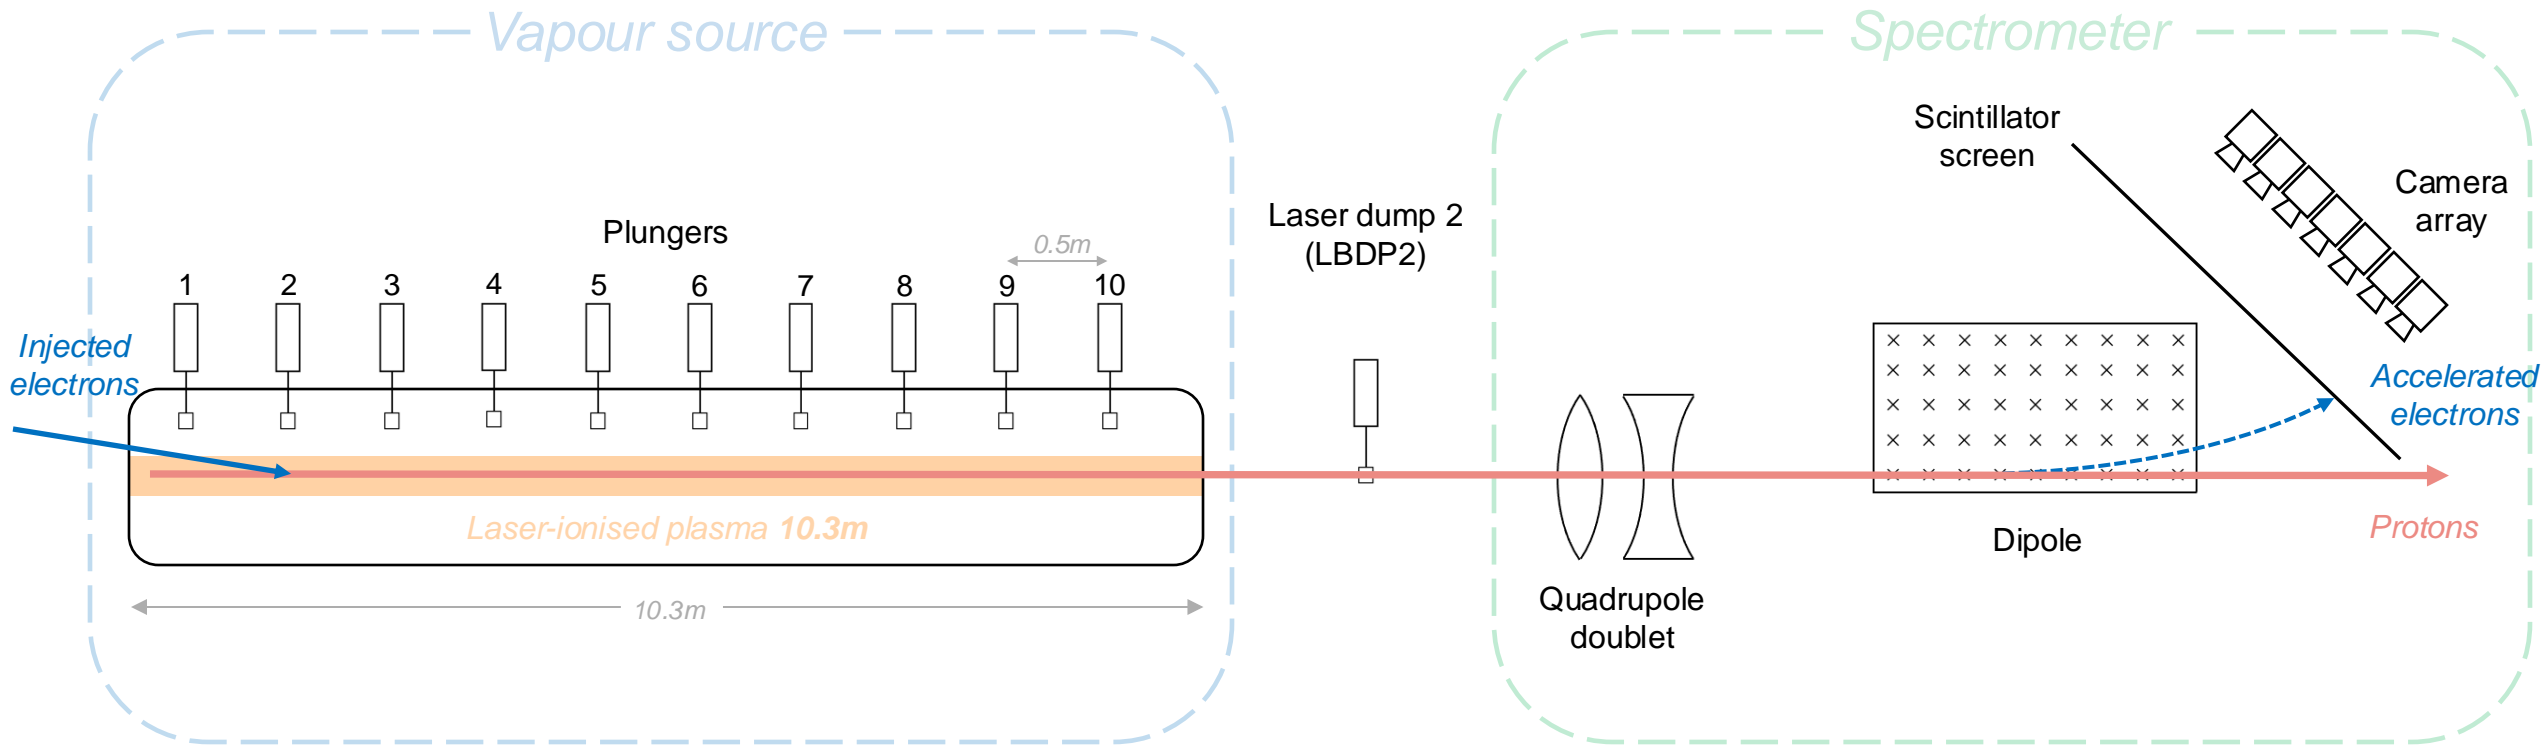 Vapour source
Spectrometer
Scintillator
screen
Camera
array
Laser dump 2
(LBDP2)
Plungers
0.5m
1 2 3 4 5 6 7 8 9 10
Injected
electrons
Accelerated
electrons
Laser-ionised plasma 10.3m
Protons
Dipole
10.3m
Quadrupole
doublet